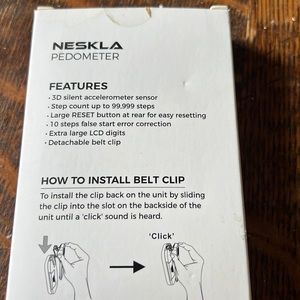 NESKLA
PEDOMETER
FEATURES
• 3D silent accelerometer sensor
• Step count up to 99,999 steps
• Large RESET button at rear for easy resetting
• 10 steps false start error correction
• Extra large LCD digits
• Detachable belt clip
HOW TO INSTALL BELT CLIP
To install the clip back on the unit by sliding
the clip into the slot on the backside of the
unit until a 'click' sound is heard.
'Click'